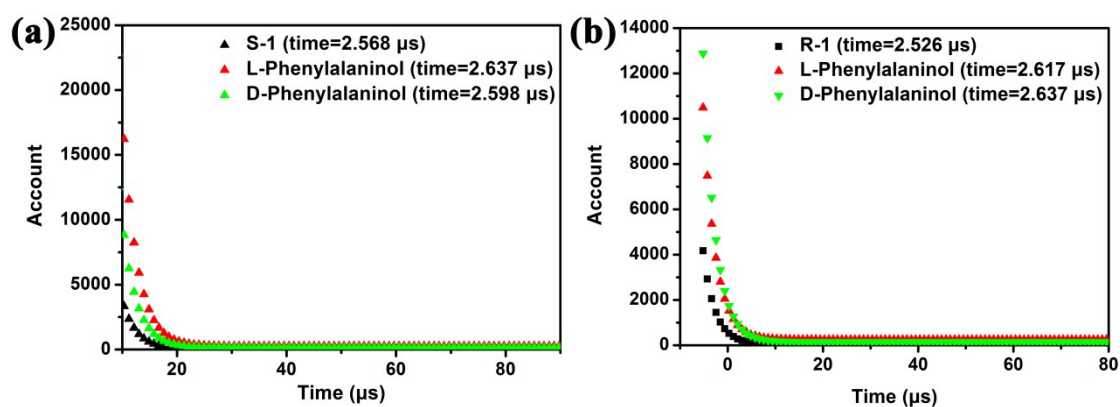 (a)
25000
20000
15000
10000
5000
0
Account
S-1 (time=2.568 µs)
L-Phenylalaninol (time=2.637 µs)
D-Phenylalaninol (time=2.598 µs)
20
40
60
80
Time (µs)
(b)
14000
12000
10000
8000
6000
4000
2000
0
Account
R-1 (time=2.526 µs)
L-Phenylalaninol (time=2.617 µs)
D-Phenylalaninol (time=2.637 µs)
0
20
40
60
80
Time (µs)